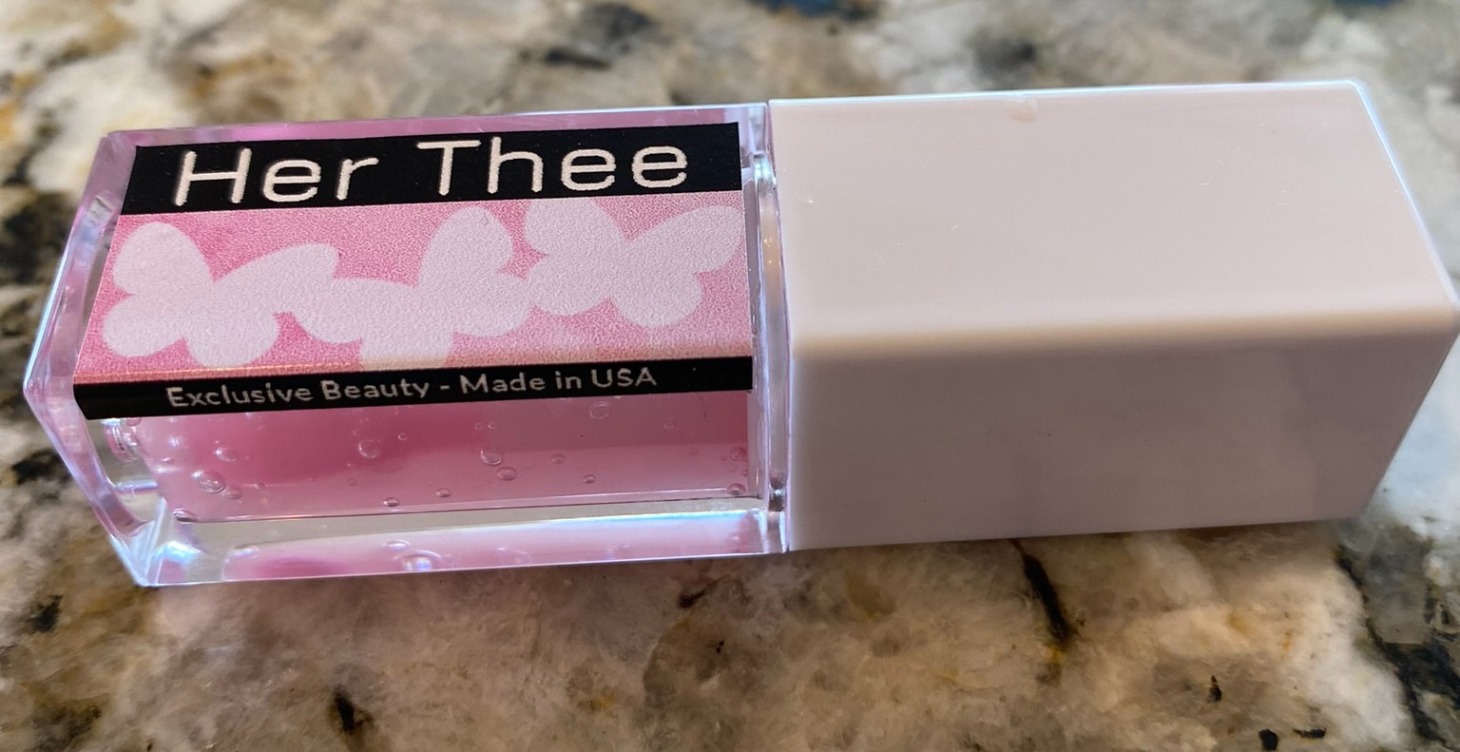 Her Thee
Exclusive Beauty - Made in USA